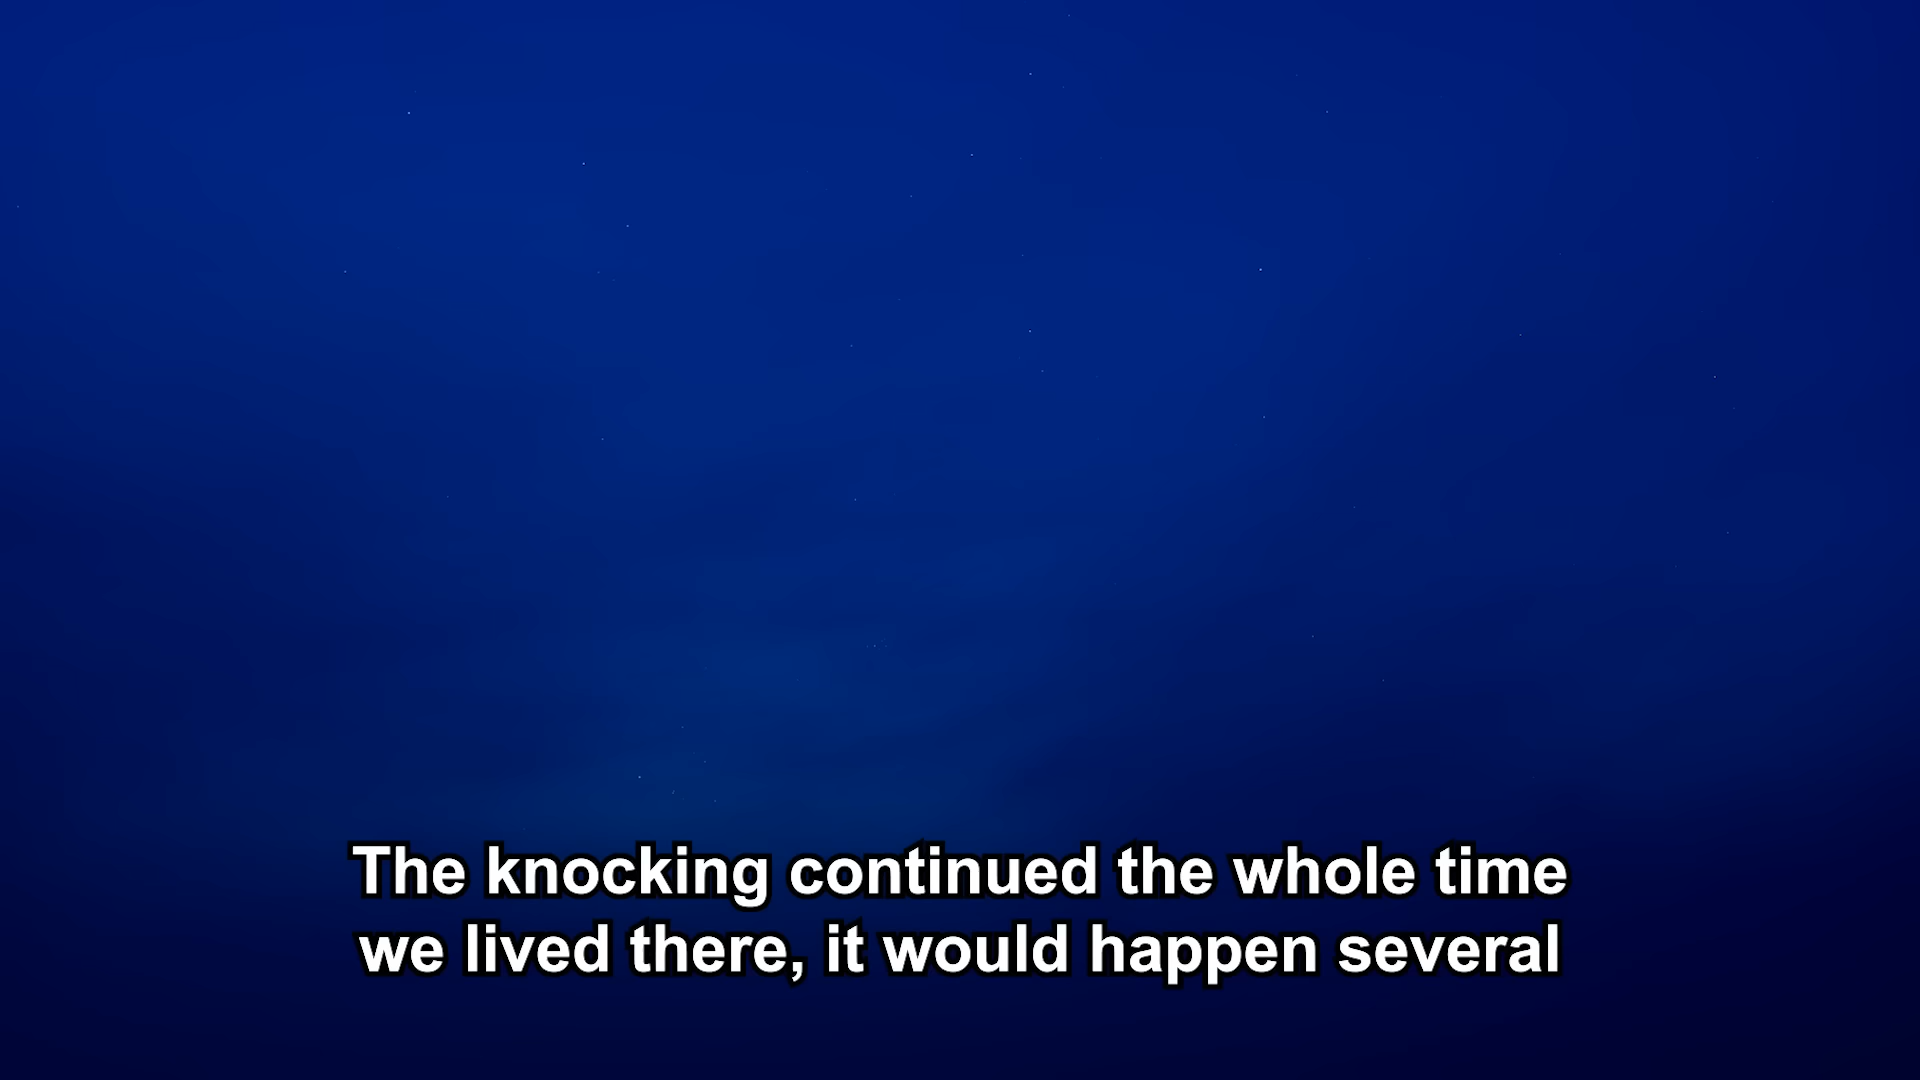 The knocking continued the whole time
we lived there, it would happen several